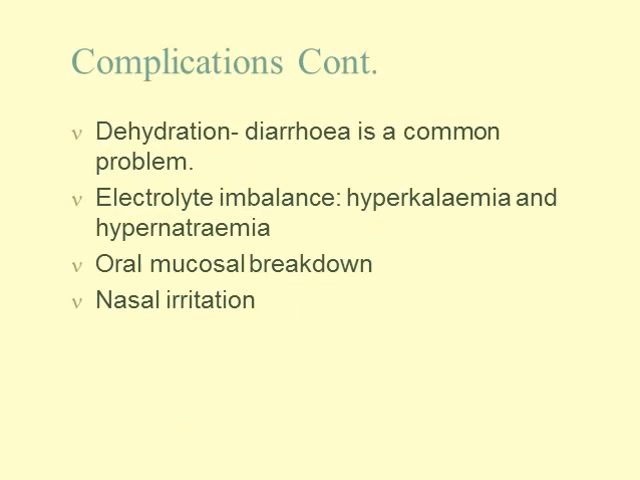 Complications Cont.
ν Dehydration- diarrhoea is a common
problem.
ν Electrolyte imbalance: hyperkalaemia and
hypernatraemia
ν Oral mucosal breakdown
ν Nasal irritation